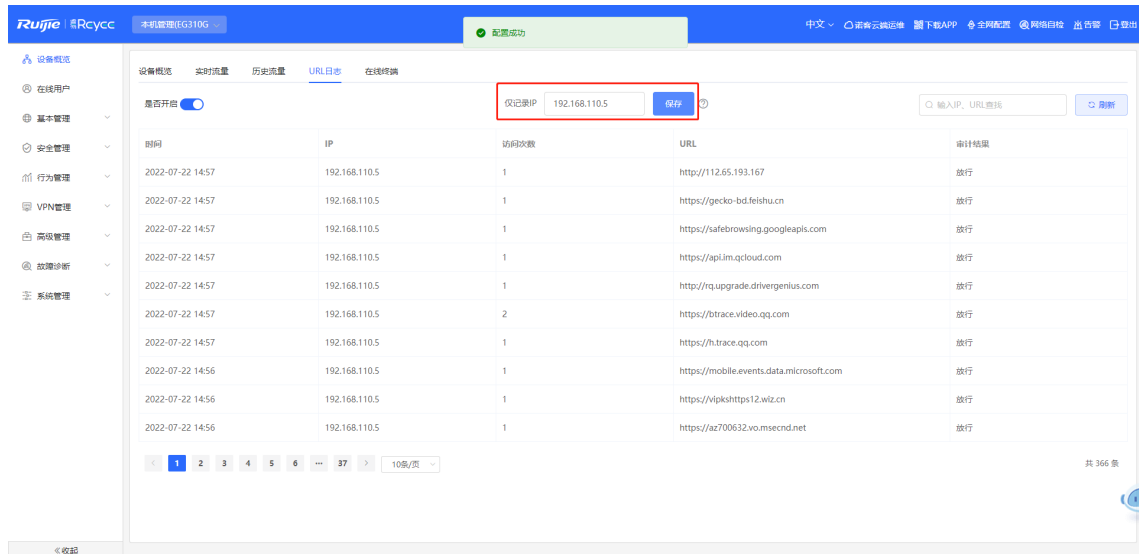 Ruijie | Rcycc 本机管理(EG310G 配置成功 中文 诺客云端运维 下载APP 全网配置 网络自检 告警 登出
设备概览
在线用户
基本管理
安全管理
行为管理
VPN管理
高级管理
故障诊断
系统管理
《收起
设备概览 实时流量 历史流量 URL日志 在线终端
是否开启 仅记录IP 192.168.110.5 保存 输入IP、URL查找 刷新
时间 IP 访问次数 URL 审计结果
2022-07-22 14:57 192.168.110.5 1 http://112.65.193.167 放行
2022-07-22 14:57 192.168.110.5 1 https://gecko-bd.feishu.cn 放行
2022-07-22 14:57 192.168.110.5 1 https://safebrowsing.googleapis.com 放行
2022-07-22 14:57 192.168.110.5 1 https://api.im.qcloud.com 放行
2022-07-22 14:57 192.168.110.5 1 http://rq.upgrade.drivergenius.com 放行
2022-07-22 14:57 192.168.110.5 2 https://btrace.video.qq.com 放行
2022-07-22 14:57 192.168.110.5 1 https://h.trace.qq.com 放行
2022-07-22 14:56 192.168.110.5 1 https://mobile.events.data.microsoft.com 放行
2022-07-22 14:56 192.168.110.5 1 https://vipkshttps12.wiz.cn 放行
2022-07-22 14:56 192.168.110.5 1 https://az700632.vo.msecnd.net 放行
1 2 3 4 5 6 ··· 37 10条/页 共 366 条